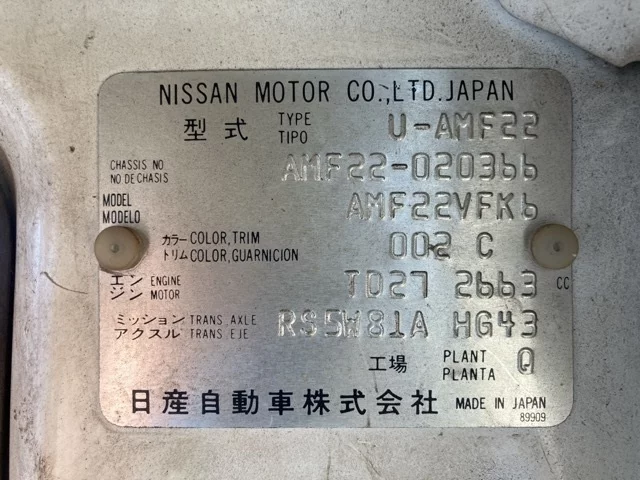 NISSAN MOTOR CO.,LTD.JAPAN
型式 TYPE TIPO U-AMF22
CHASSIS NO NO DE CHASIS AMF22-020366
MODEL MODELO AMF22VFK6
カラー COLOR,TRIM
トリム COLOR,GUARNICION 002 C
エン ENGINE
ジン MOTOR TD27 2663 CC
ミッション TRANS,AXLE
アクスル TRANS,EJE RS5W81A HG43
工場 PLANT PLANTA Q
日産自動車株式会社 MADE IN JAPAN
89909